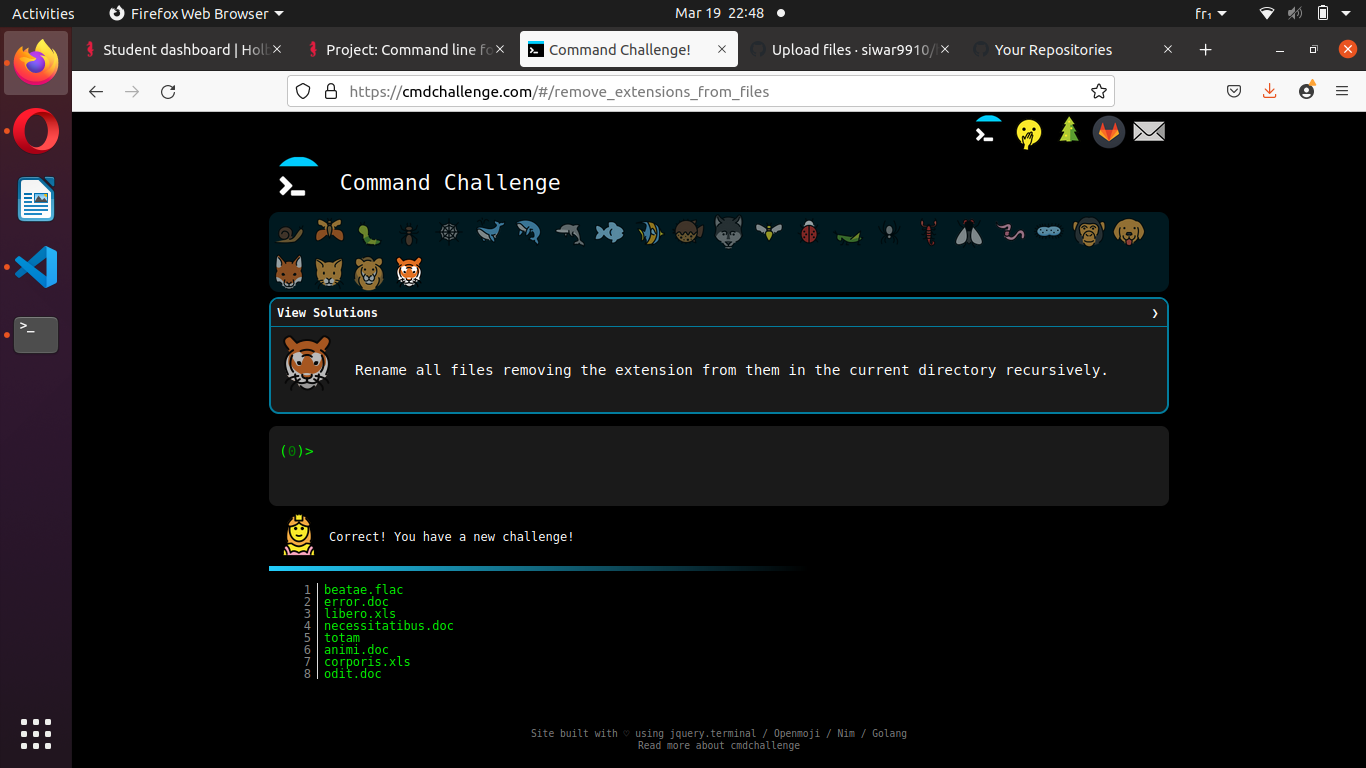 Activities
Firefox Web Browser
Mar 19 22:48
fr₁
Student dashboard | Holb
Project: Command line fo
Command Challenge!
Upload files · siwar9910/
Your Repositories
https://cmdchallenge.com/#/remove_extensions_from_files
Command Challenge
View Solutions
Rename all files removing the extension from them in the current directory recursively.
(0)>
Correct! You have a new challenge!
1 beatae.flac
2 error.doc
3 libero.xls
4 necessitatibus.doc
5 totam
6 animi.doc
7 corporis.xls
8 odit.doc
Site built with ♡ using jquery.terminal / Openmoji / Nim / Golang
Read more about cmdchallenge